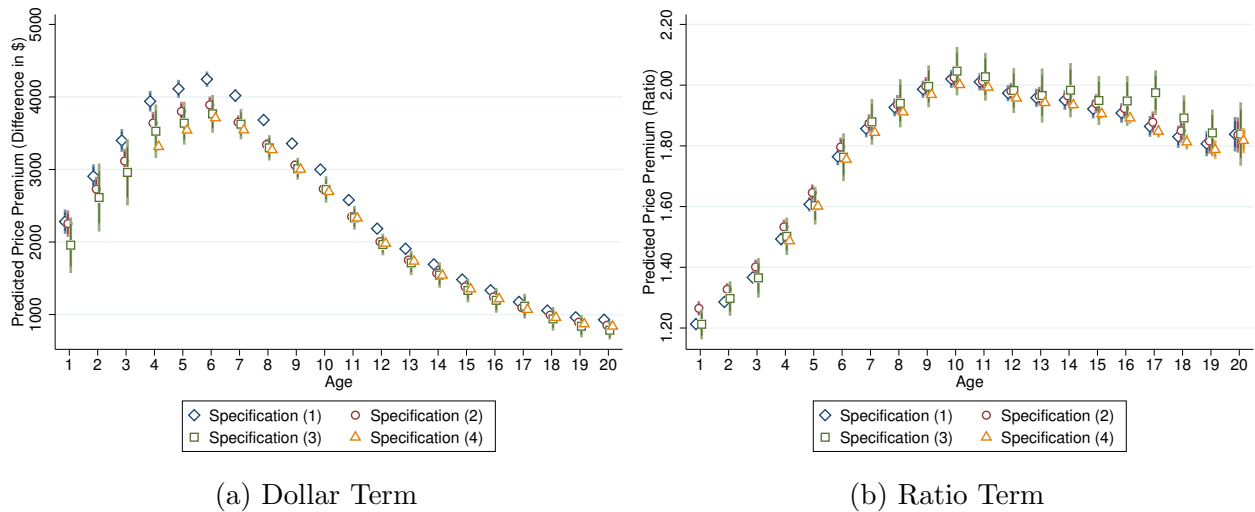 Predicted Price Premium (Difference in $)
5000
4000
3000
2000
1000
1 2 3 4 5 6 7 8 9 10 11 12 13 14 15 16 17 18 19 20
Age
Specification (1) Specification (2)
Specification (3) Specification (4)
(a) Dollar Term
Predicted Price Premium (Ratio)
2.20
2.00
1.80
1.60
1.40
1.20
1 2 3 4 5 6 7 8 9 10 11 12 13 14 15 16 17 18 19 20
Age
Specification (1) Specification (2)
Specification (3) Specification (4)
(b) Ratio Term